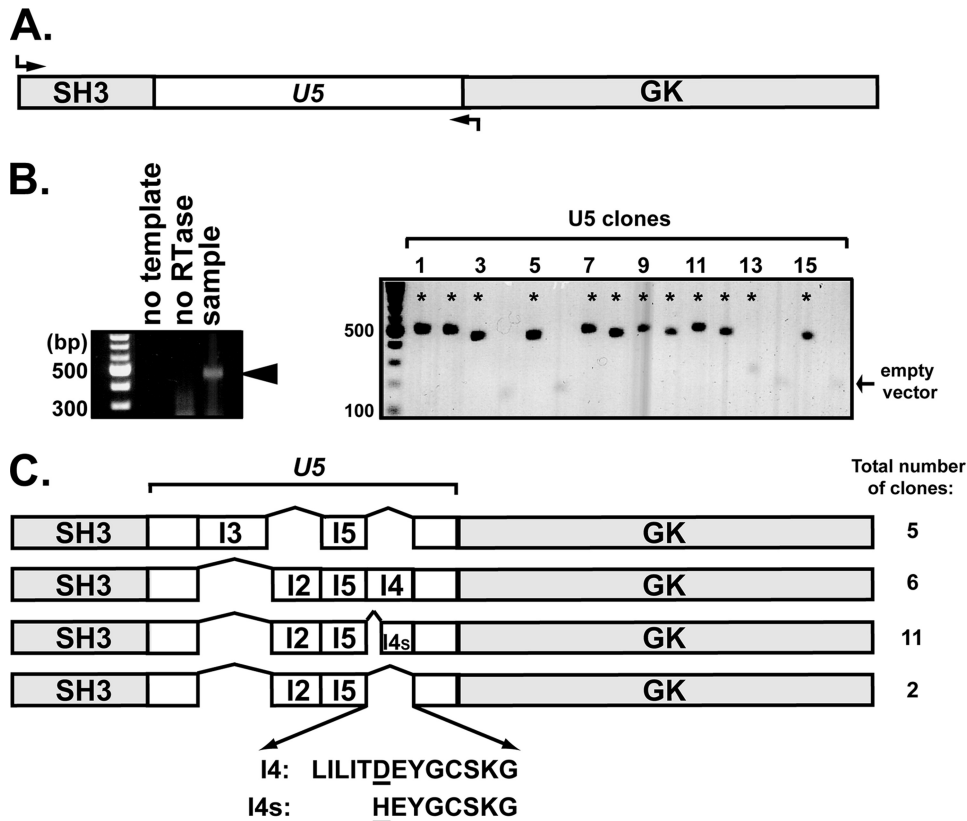 A.
SH3 U5 GK
B.
no template
no RTase
sample
(bp)
500
300
U5 clones
1 3 5 7 9 11 13 15
* * * * * * * * * * * *
500
100
empty
vector
C.
U5
Total number
of clones:
SH3 I3 I5 GK 5
SH3 I2 I5 I4 GK 6
SH3 I2 I5 I4s GK 11
SH3 I2 I5 GK 2
I4: LILITDEYGCSKG
I4s: HEYGCSKG